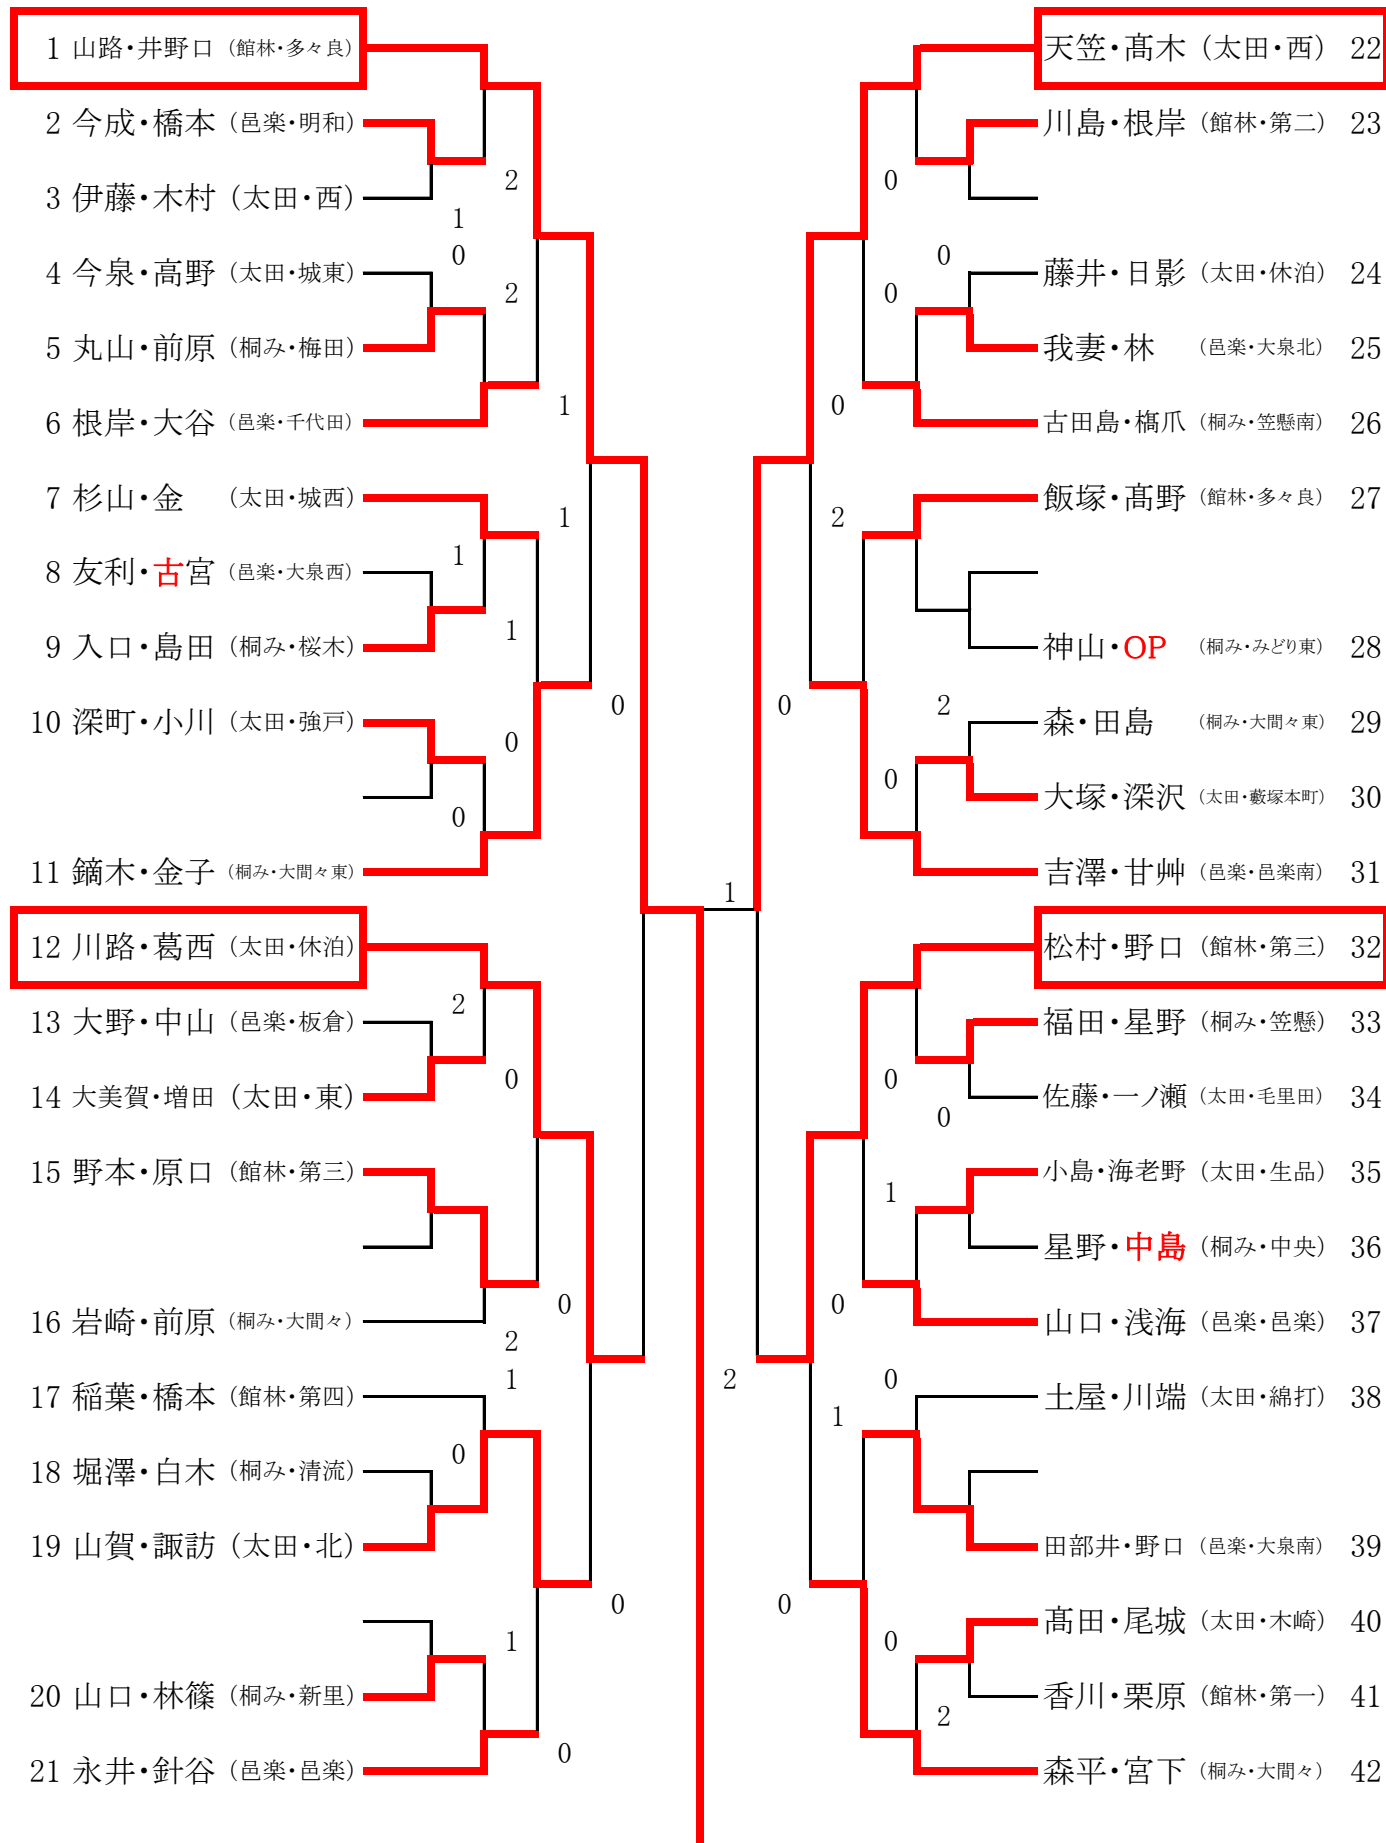 1 山路・井野口 (館林・多々良)
2 今成・橋本 (邑楽・明和)
2
3 伊藤・木村 (太田・西)
1
0
4 今泉・高野 (太田・城東)
2
5 丸山・前原 (桐み・梅田)
1
6 根岸・大谷 (邑楽・千代田)
7 杉山・金 (太田・城西)
1
1
8 友利・古宮 (邑楽・大泉西)
1
9 入口・島田 (桐み・桜木)
0
10 深町・小川 (太田・強戸)
0
0
11 鏑木・金子 (桐み・大間々東)
12 川路・葛西 (太田・休泊)
2
13 大野・中山 (邑楽・板倉)
0
14 大美賀・増田 (太田・東)
15 野本・原口 (館林・第三)
0
16 岩崎・前原 (桐み・大間々)
2
1
17 稲葉・橋本 (館林・第四)
0
18 堀澤・白木 (桐み・清流)
19 山賀・諏訪 (太田・北)
0
1
20 山口・林篠 (桐み・新里)
0
21 永井・針谷 (邑楽・邑楽)
1
2
天笠・髙木 (太田・西) 22
川島・根岸 (館林・第二) 23
0
0
藤井・日影 (太田・休泊) 24
0
我妻・林 (邑楽・大泉北) 25
0
古田島・橋爪 (桐み・笠懸南) 26
飯塚・髙野 (館林・多々良) 27
2
神山・OP (桐み・みどり東) 28
0
2
森・田島 (桐み・大間々東) 29
0
大塚・深沢 (太田・藪塚本町) 30
吉澤・甘艸 (邑楽・邑楽南) 31
松村・野口 (館林・第三) 32
福田・星野 (桐み・笠懸) 33
0
佐藤・一ノ瀬 (太田・毛里田) 34
0
小島・海老野 (太田・生品) 35
1
星野・中島 (桐み・中央) 36
0
山口・浅海 (邑楽・邑楽) 37
0
土屋・川端 (太田・綿打) 38
1
田部井・野口 (邑楽・大泉南) 39
0
髙田・尾城 (太田・木崎) 40
0
香川・栗原 (館林・第一) 41
2
森平・宮下 (桐み・大間々) 42